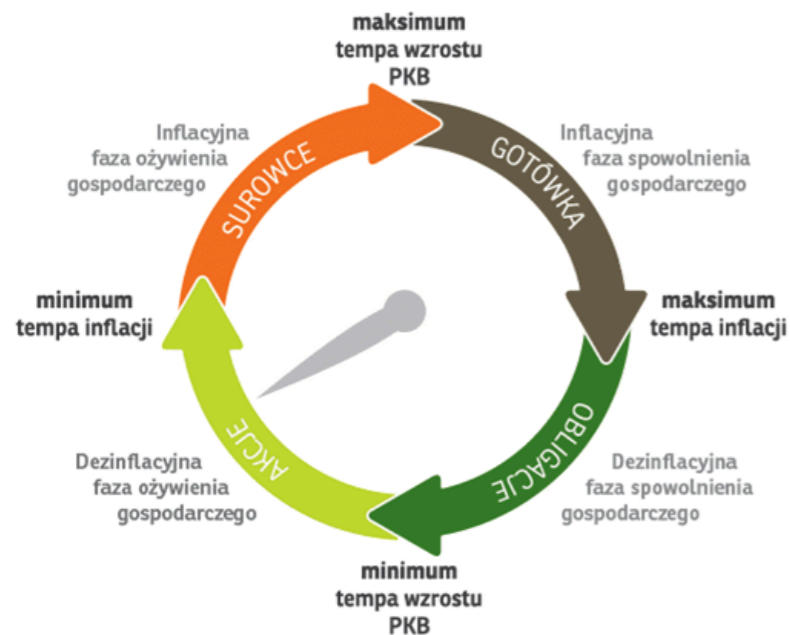 maksimum
tempa wzrostu
PKB
Inflacyjna
faza ożywienia
gospodarczego
SUROWCE
GOTÓWKA
Inflacyjna
faza spowolnienia
gospodarczego
minimum
tempa inflacji
maksimum
tempa inflacji
Dezinflacyjna
faza ożywienia
gospodarczego
AKCJE
OBLIGACJE
Dezinflacyjna
faza spowolnienia
gospodarczego
minimum
tempa wzrostu
PKB